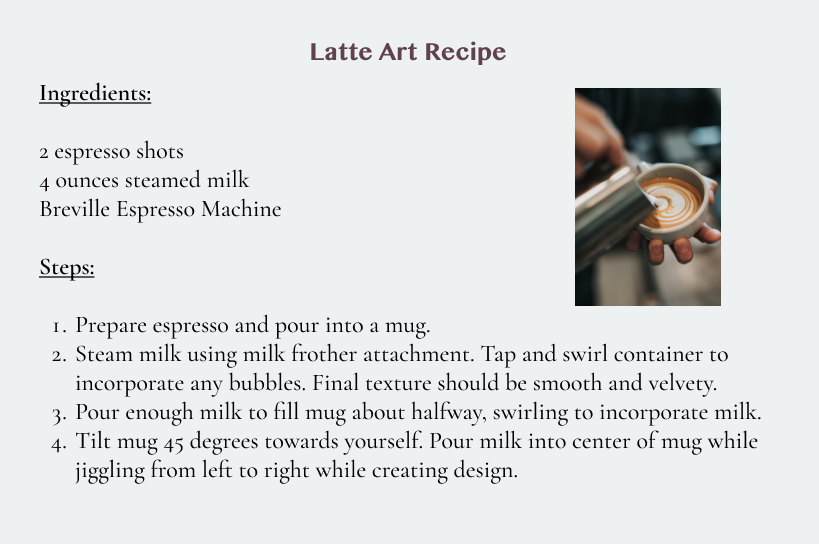 Latte Art Recipe
Ingredients:
2 espresso shots
4 ounces steamed milk
Breville Espresso Machine
Steps:
1. Prepare espresso and pour into a mug.
2. Steam milk using milk frother attachment. Tap and swirl container to
incorporate any bubbles. Final texture should be smooth and velvety.
3. Pour enough milk to fill mug about halfway, swirling to incorporate milk.
4. Tilt mug 45 degrees towards yourself. Pour milk into center of mug while
jiggling from left to right while creating design.